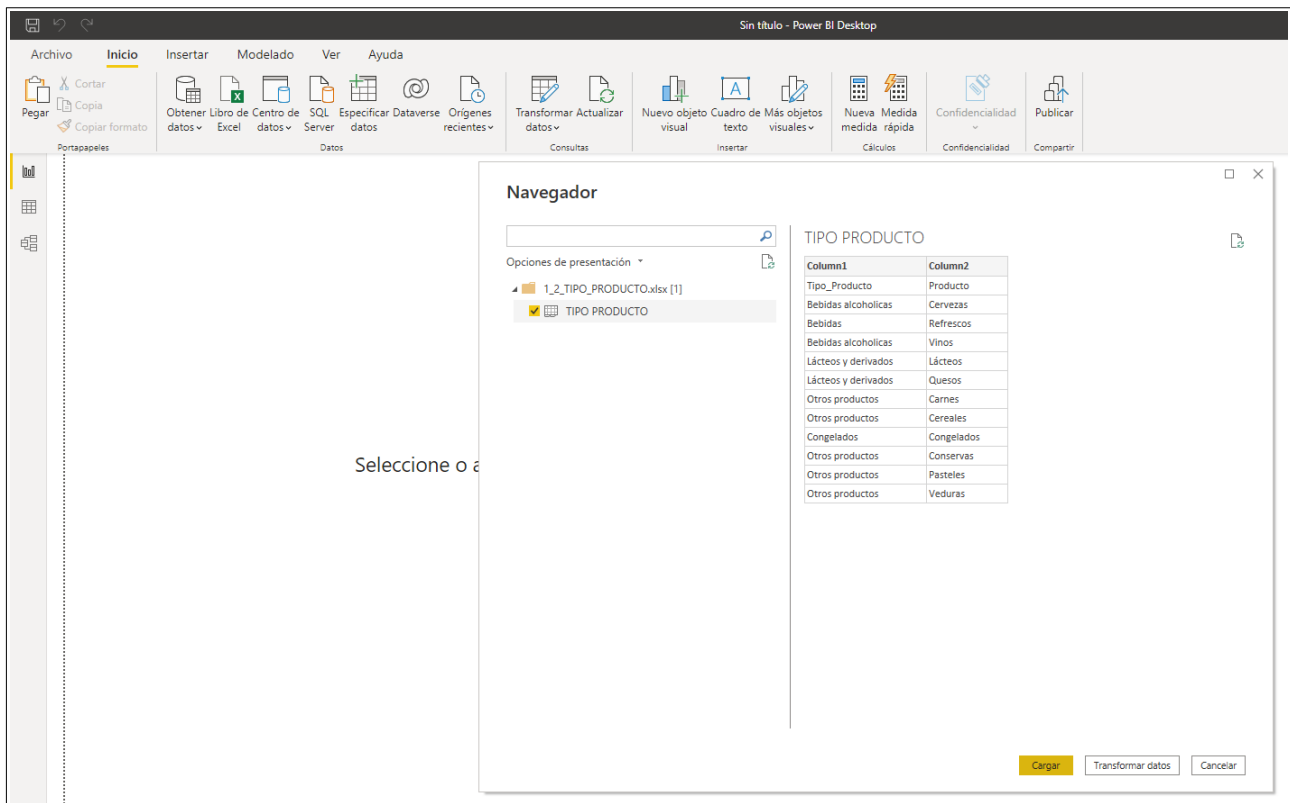 Sin título - Power BI Desktop
Archivo Inicio Insertar Modelado Ver Ayuda
Pegar
Cortar
Copia
Copiar formato
Portapapeles
Obtener datos
Libro de Excel
Centro de datos
SQL Server
Especificar datos
Dataverse
Orígenes recientes
Datos
Transformar datos
Actualizar
Consultas
Nuevo objeto visual
Cuadro de texto
Más objetos visuales
Insertar
Nueva medida
Medida rápida
Cálculos
Confidencialidad
Confidencialidad
Publicar
Compartir
Seleccione o a
Navegador
Opciones de presentación
1_2_TIPO_PRODUCTO.xlsx [1]
TIPO PRODUCTO
TIPO PRODUCTO
Column1 Column2
Tipo_Producto Producto
Bebidas alcoholicas Cervezas
Bebidas Refrescos
Bebidas alcoholicas Vinos
Lácteos y derivados Lácteos
Lácteos y derivados Quesos
Otros productos Carnes
Otros productos Cereales
Congelados Congelados
Otros productos Conservas
Otros productos Pasteles
Otros productos Veduras
Cargar Transformar datos Cancelar